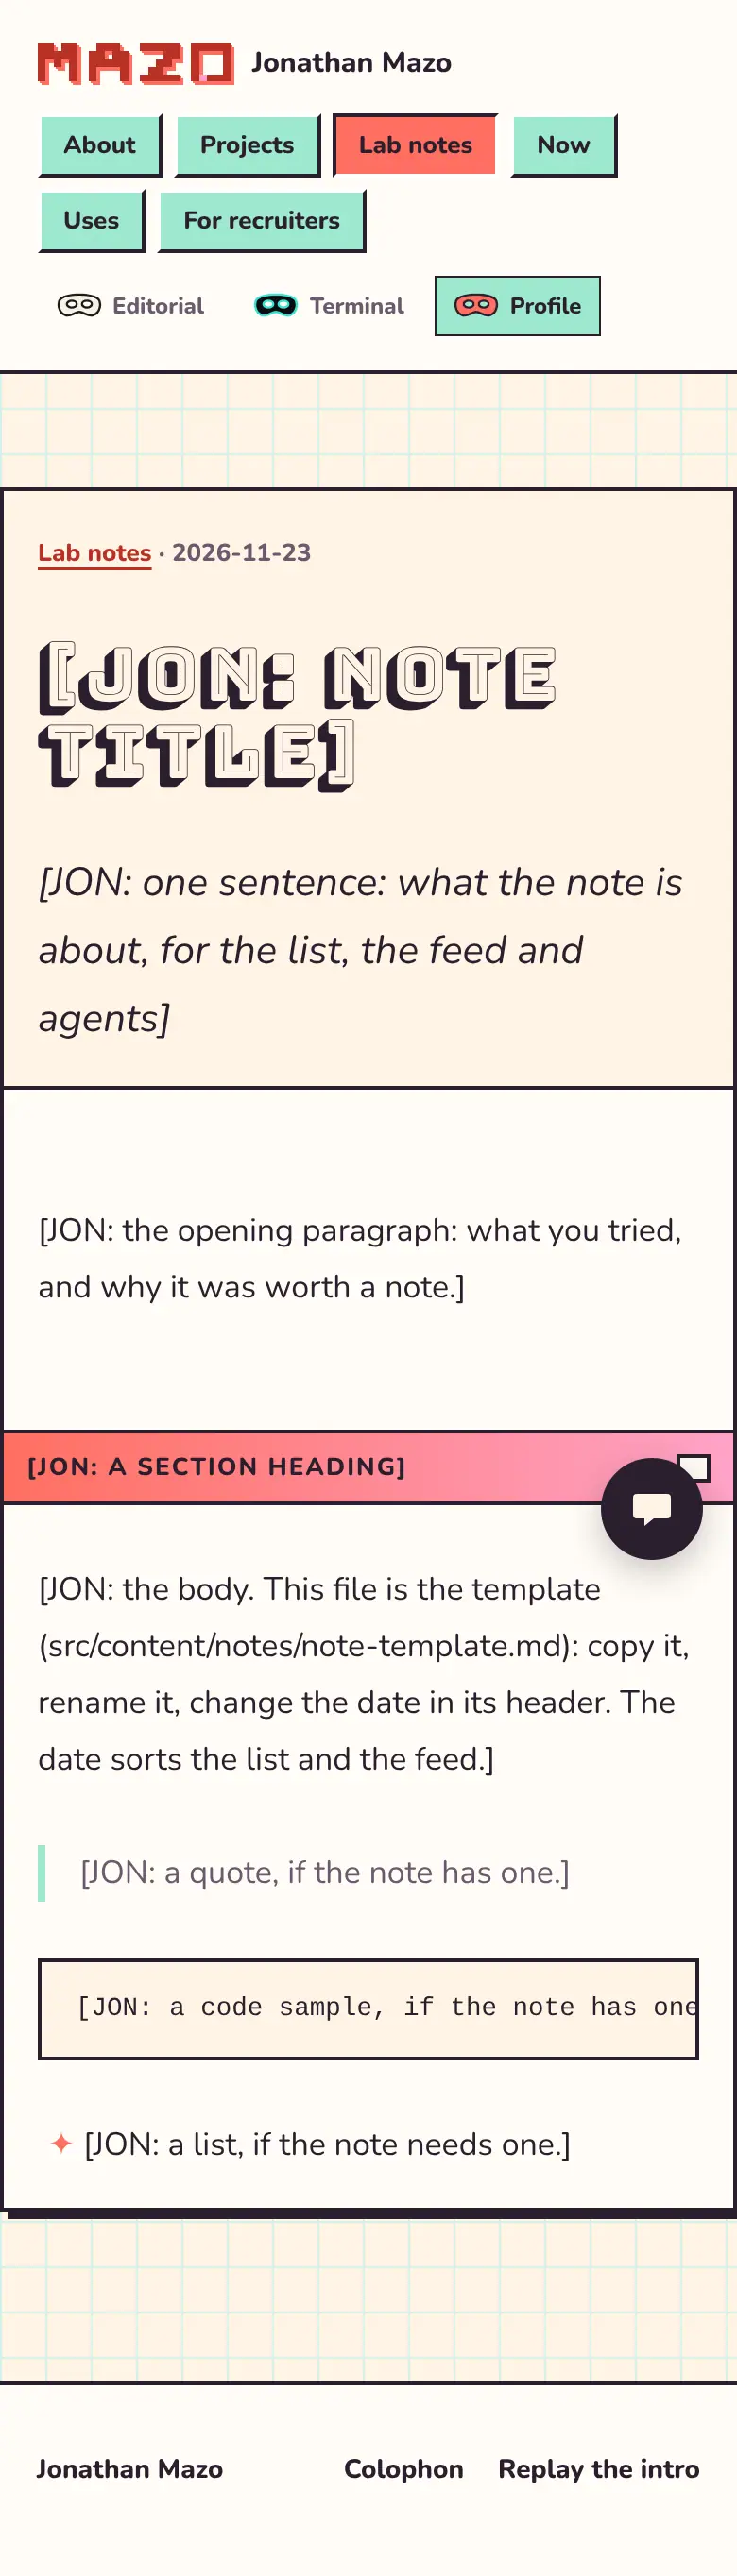 MAZO Jonathan Mazo
About Projects Lab notes Now
Uses For recruiters
Editorial Terminal Profile
Lab notes · 2026-11-23
[JON: NOTE
TITLE]
[JON: one sentence: what the note is
about, for the list, the feed and
agents]
[JON: the opening paragraph: what you tried,
and why it was worth a note.]
[JON: A SECTION HEADING]
[JON: the body. This file is the template
(src/content/notes/note-template.md): copy it,
rename it, change the date in its header. The
date sorts the list and the feed.]
[JON: a quote, if the note has one.]
[JON: a code sample, if the note has one
✦ [JON: a list, if the note needs one.]
Jonathan Mazo Colophon Replay the intro